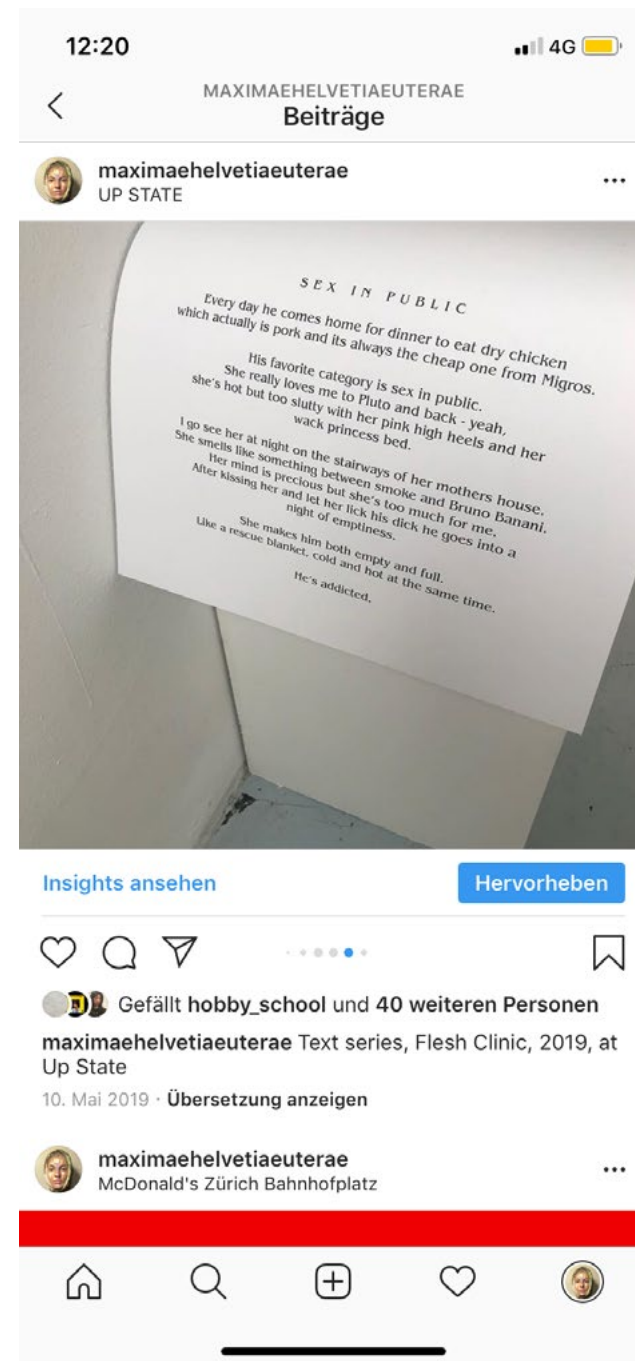 12:20
4G
MAXIMAEHELVETIAEUTERAE
Beiträge
maximaehelvetiaeuterae
UP STATE
SEX IN PUBLIC
Every day he comes home for dinner to eat dry chicken
which actually is pork and its always the cheap one from Migros.
His favorite category is sex in public.
She really loves me to Pluto and back - yeah,
she's hot but too slutty with her pink high heels and her
wack princess bed.
I go see her at night on the stairways of her mothers house,
She smells like something between smoke and Bruno Banani.
Her mind is precious but she's too much for me,
After kissing her and let her lick his dick he goes into a
night of emptiness.
She makes him both empty and full.
Like a rescue blanket, cold and hot at the same time.
He's addicted,
Insights ansehen
Hervorheben
Gefällt hobby_school und 40 weiteren Personen
maximaehelvetiaeuterae Text series, Flesh Clinic, 2019, at
Up State
10. Mai 2019 · Übersetzung anzeigen
maximaehelvetiaeuterae
McDonald's Zürich Bahnhofplatz